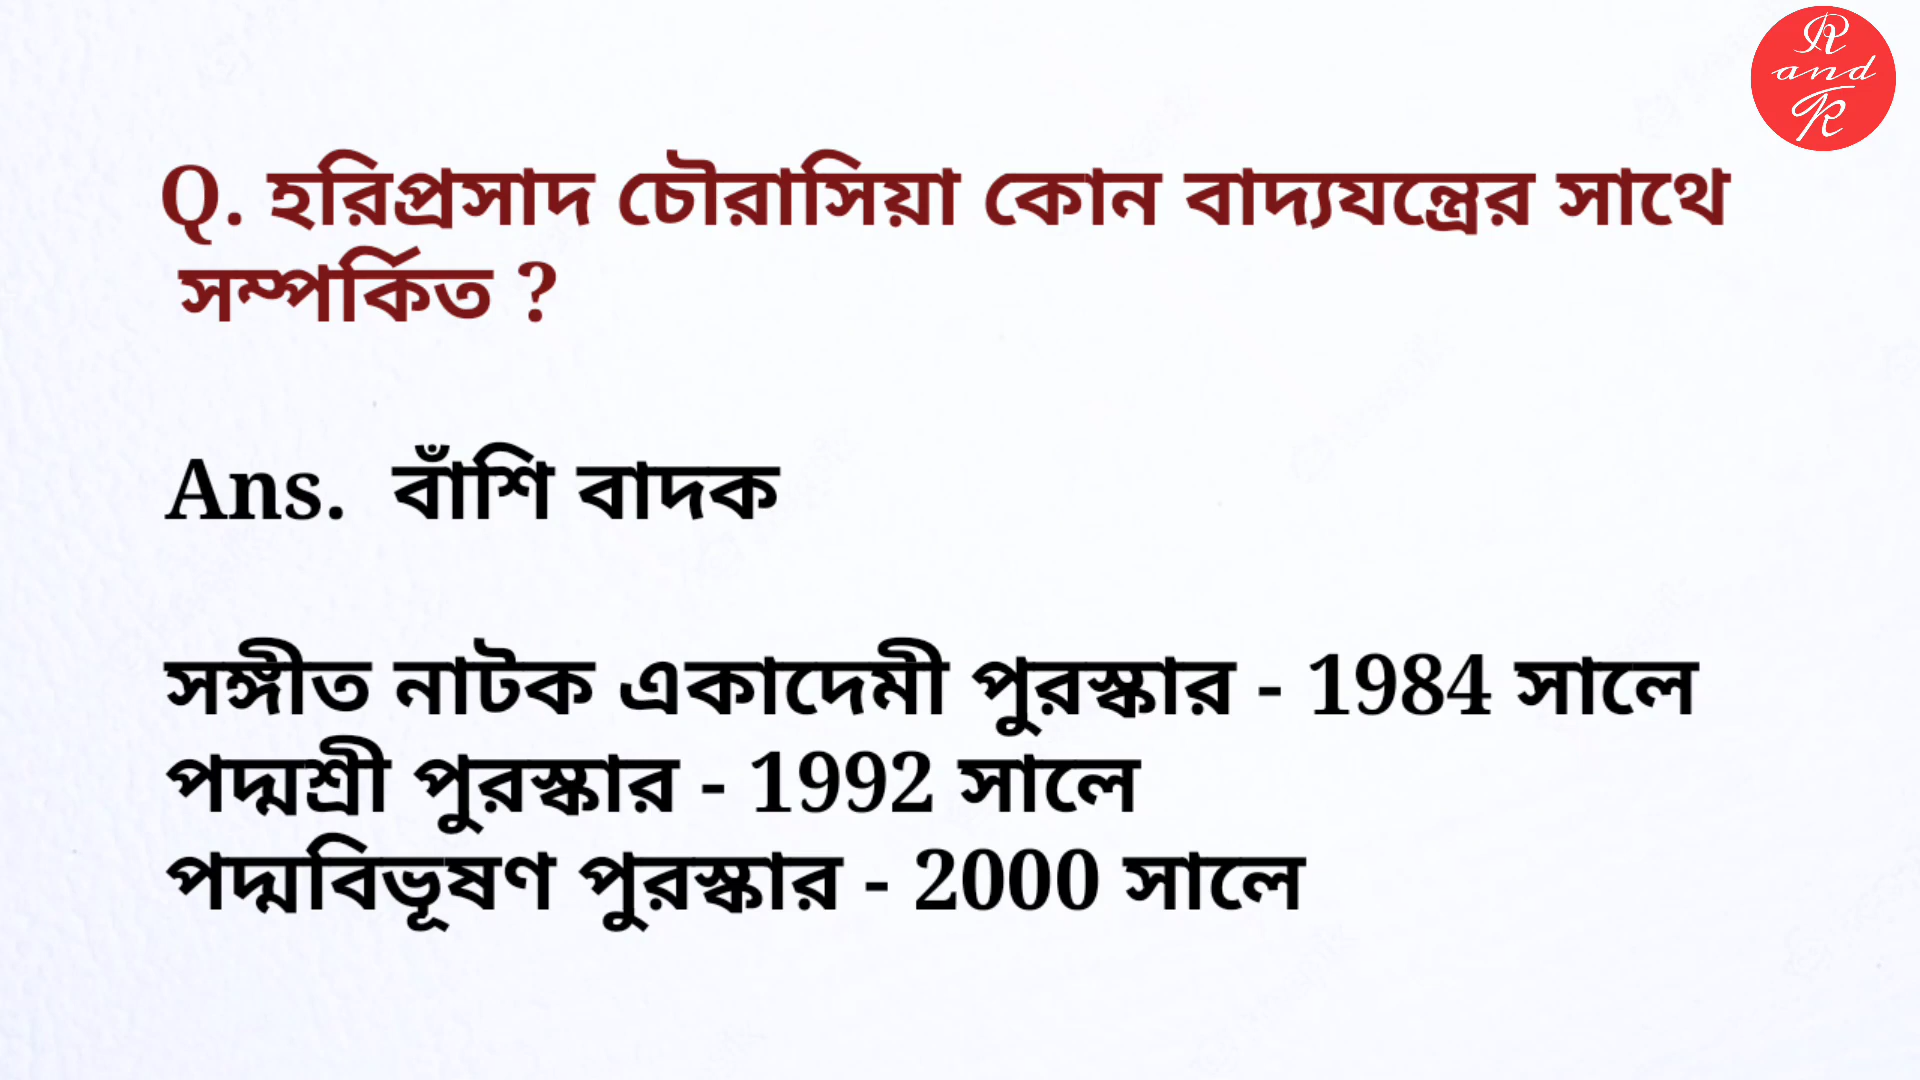 R
and
R
Q. হরিপ্রসাদ চৌরাসিয়া কোন বাদ্যযন্ত্রের সাথে
সম্পর্কিত ?
Ans. বাঁশি বাদক
সঙ্গীত নাটক একাদেমী পুরস্কার - 1984 সালে
পদ্মশ্রী পুরস্কার - 1992 সালে
পদ্মবিভূষণ পুরস্কার - 2000 সালে